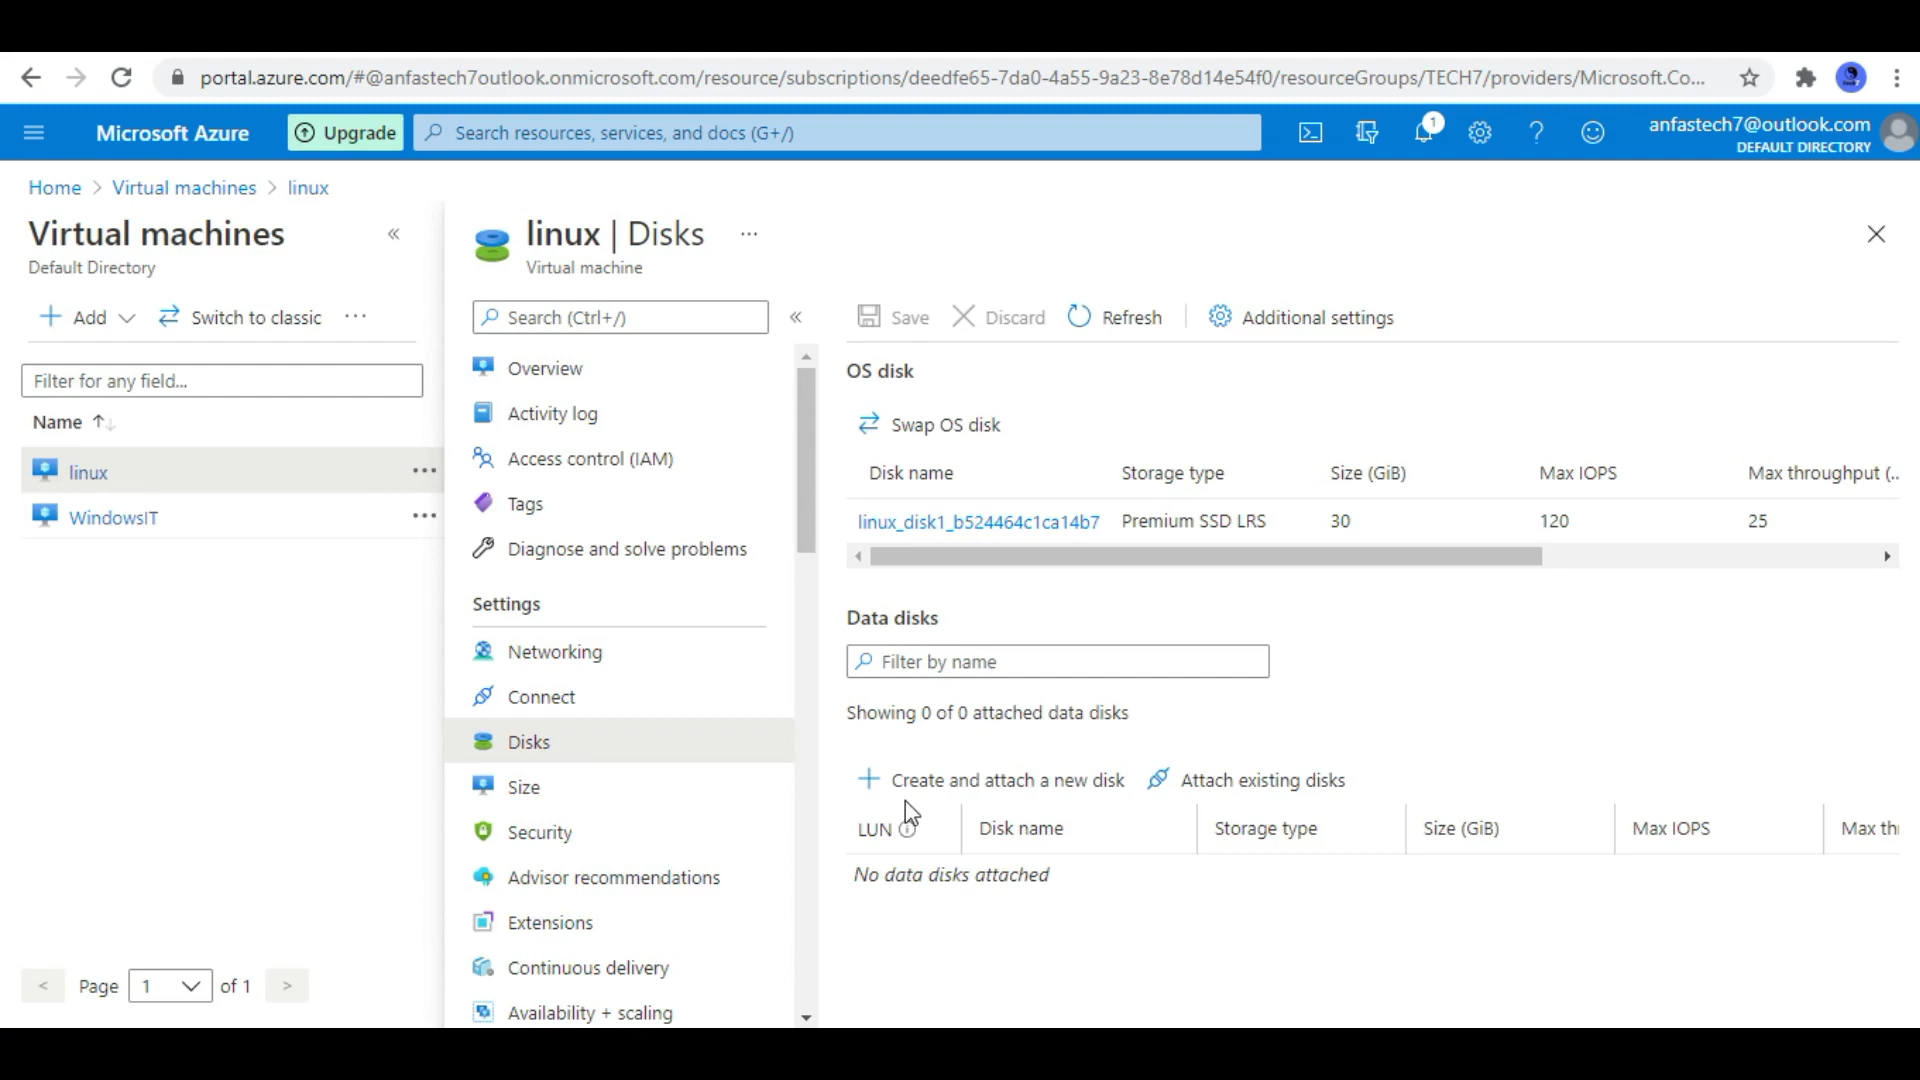 portal.azure.com/#@anfastech7outlook.onmicrosoft.com/resource/subscriptions/deedfe65-7da0-4a55-9a23-8e78d14e54f0/resourceGroups/TECH7/providers/Microsoft.Co...
Microsoft Azure
Upgrade
Search resources, services, and docs (G+/)
1
anfastech7@outlook.com
DEFAULT DIRECTORY
Home > Virtual machines > linux
Virtual machines
Default Directory
Add
Switch to classic
Filter for any field...
Name
linux
WindowsIT
< Page 1 of 1 >
linux | Disks
Virtual machine
Search (Ctrl+/)
Overview
Activity log
Access control (IAM)
Tags
Diagnose and solve problems
Settings
Networking
Connect
Disks
Size
Security
Advisor recommendations
Extensions
Continuous delivery
Availability + scaling
Save Discard Refresh Additional settings
OS disk
Swap OS disk
Disk name Storage type Size (GiB) Max IOPS Max throughput (..
linux_disk1_b524464c1ca14b7 Premium SSD LRS 30 120 25
Data disks
Filter by name
Showing 0 of 0 attached data disks
Create and attach a new disk Attach existing disks
LUN Disk name Storage type Size (GiB) Max IOPS Max thr
No data disks attached